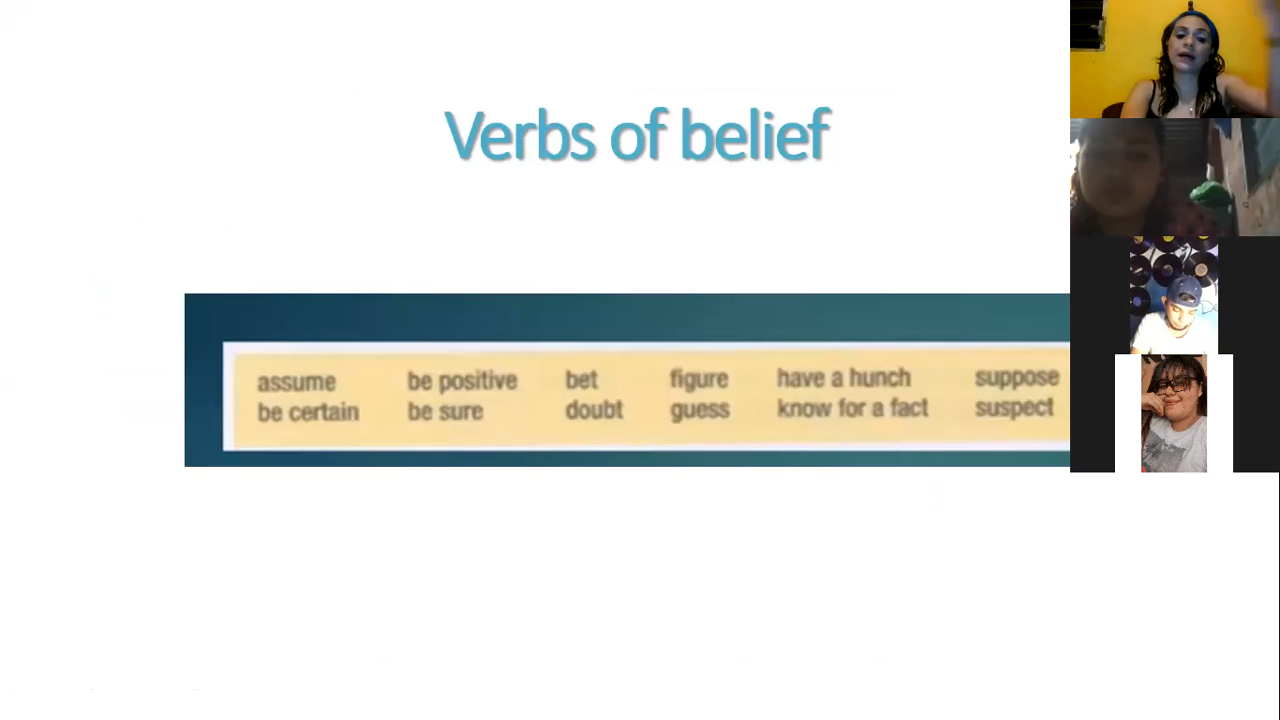 Verbs of belief
assume be positive bet figure have a hunch suppose
be certain be sure doubt guess know for a fact suspect